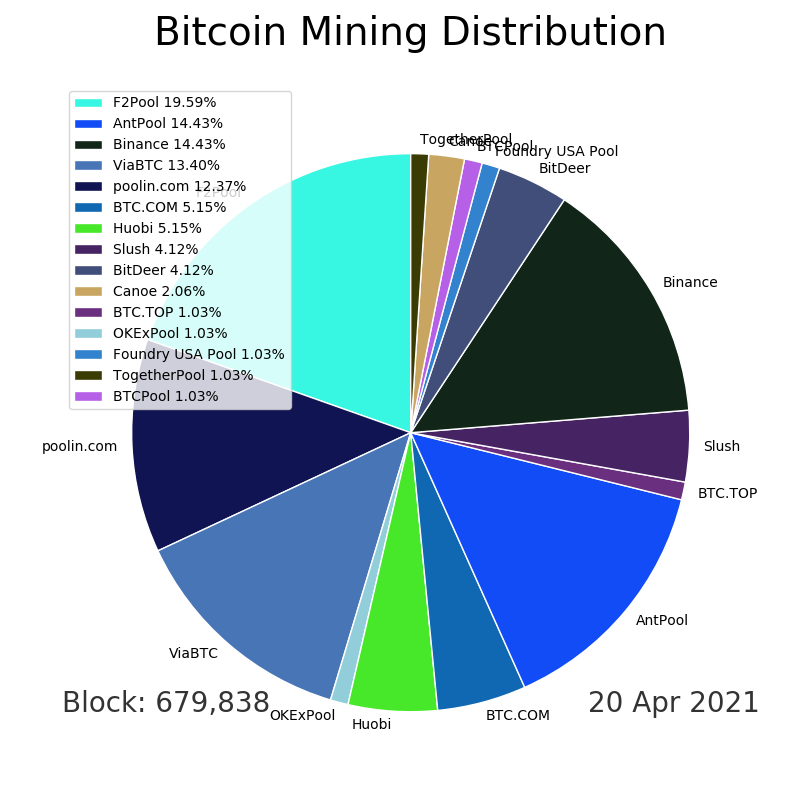 Bitcoin Mining Distribution
F2Pool 19.59%
AntPool 14.43%
Binance 14.43%
ViaBTC 13.40%
poolin.com 12.37%
BTC.COM 5.15%
Huobi 5.15%
Slush 4.12%
BitDeer 4.12%
Canoe 2.06%
BTC.TOP 1.03%
OKExPool 1.03%
Foundry USA Pool 1.03%
TogetherPool 1.03%
BTCPool 1.03%
F2Pool
TogetherPool
Canoe
BTCPool
Foundry USA Pool
BitDeer
Binance
Slush
BTC.TOP
AntPool
BTC.COM
Huobi
OKExPool
ViaBTC
poolin.com
Block: 679,838
20 Apr 2021